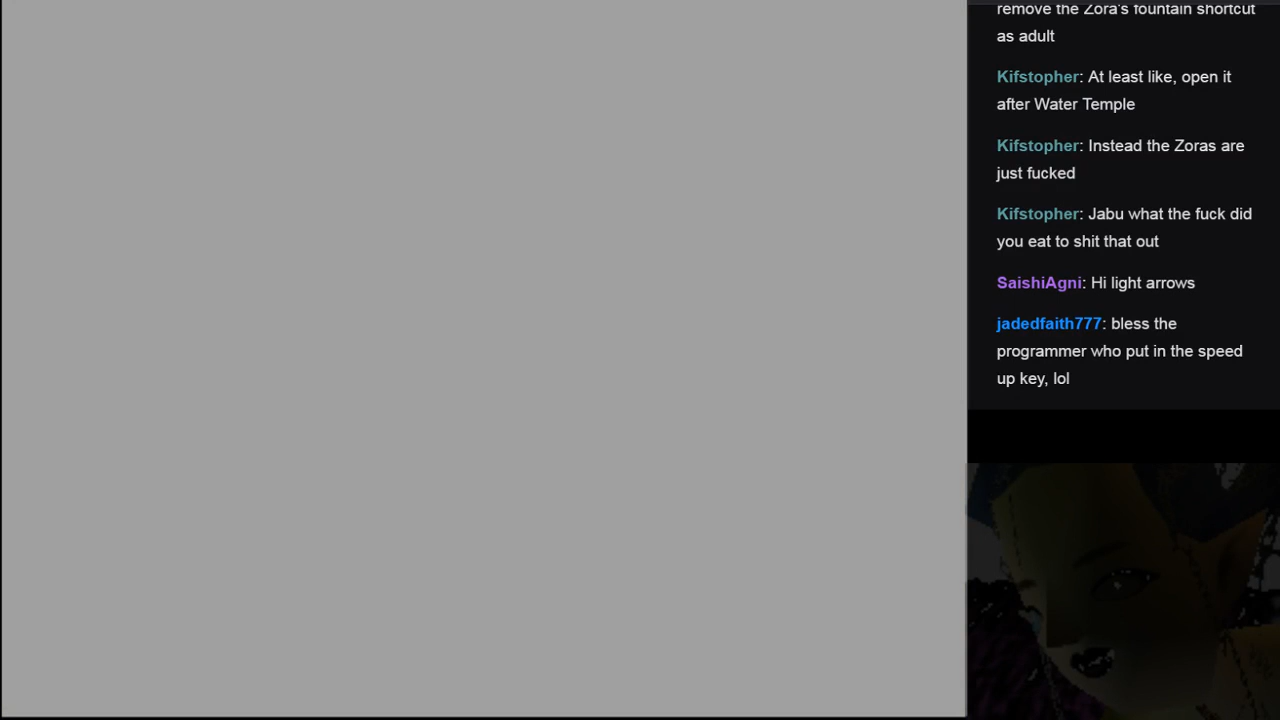 remove the Zora's fountain shortcut
as adult
Kifstopher: At least like, open it
after Water Temple
Kifstopher: Instead the Zoras are
just fucked
Kifstopher: Jabu what the fuck did
you eat to shit that out
SaishiAgni: Hi light arrows
jadedfaith777: bless the
programmer who put in the speed
up key, lol